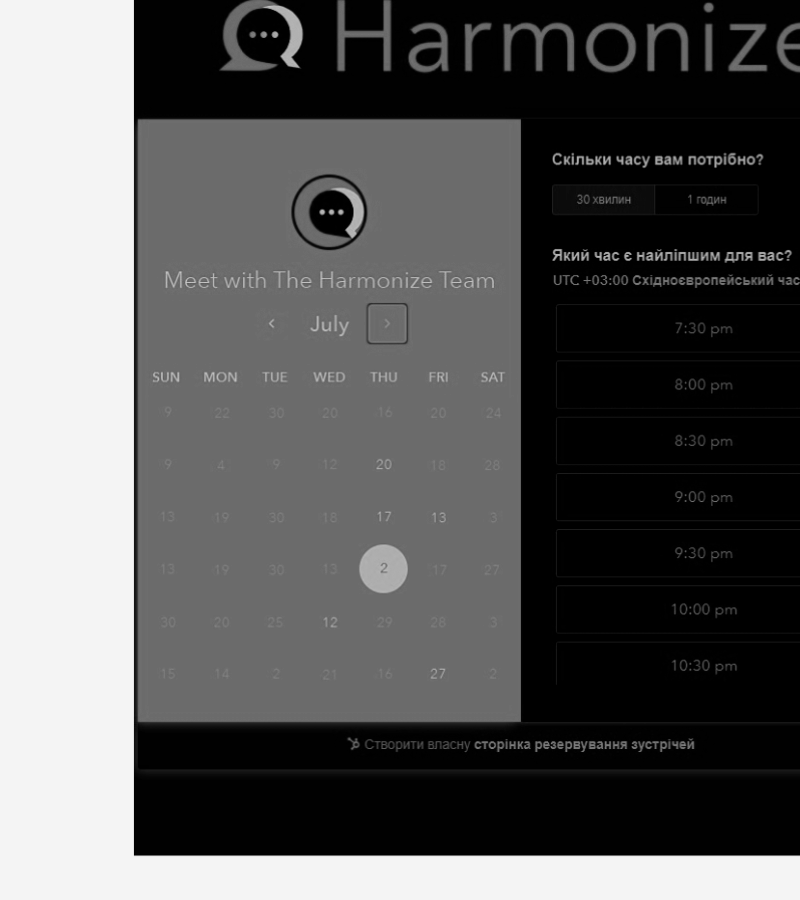 Harmonize
Meet with The Harmonize Team
July
SUN MON TUE WED THU FRI SAT
9 22 30 20 16 20 24
9 4 9 12 20 18 28
13 19 30 18 17 13 3
13 19 30 13 2 17 27
30 20 25 12 29 28 3
15 14 2 21 16 27 2
Скільки часу вам потрібно?
30 хвилин 1 годин
Який час є найліпшим для вас?
UTC +03:00 Східноєвропейський час
7:30 pm
8:00 pm
8:30 pm
9:00 pm
9:30 pm
10:00 pm
10:30 pm
Створити власну сторінка резервування зустрічей